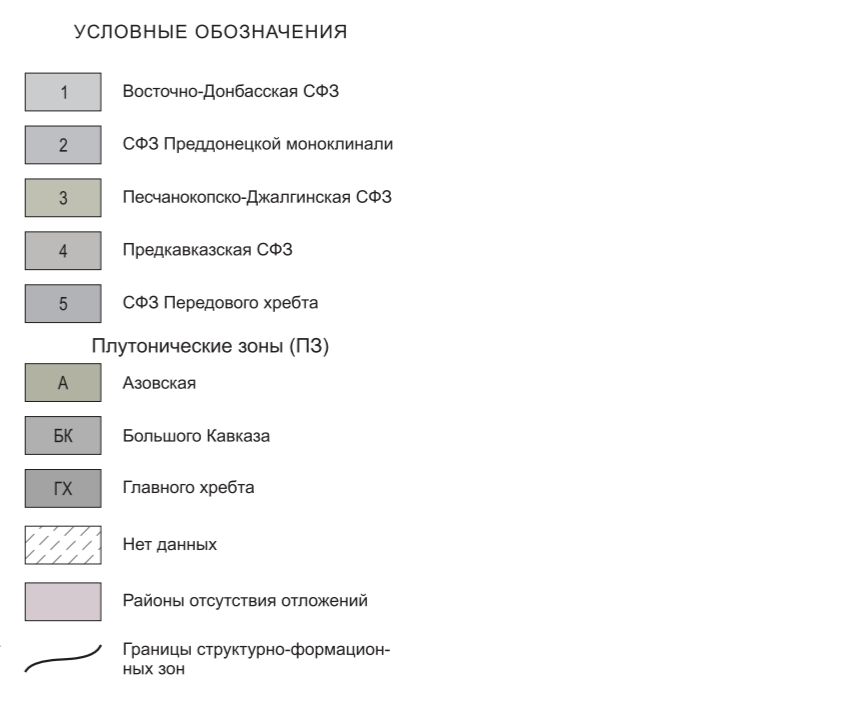 УСЛОВНЫЕ ОБОЗНАЧЕНИЯ
1 Восточно-Донбасская СФЗ
2 СФЗ Преддонецкой моноклинали
3 Песчанокопско-Джалгинская СФЗ
4 Предкавказская СФЗ
5 СФЗ Передового хребта
Плутонические зоны (ПЗ)
А Азовская
БК Большого Кавказа
ГХ Главного хребта
Нет данных
Районы отсутствия отложений
Границы структурно-формацион-
ных зон